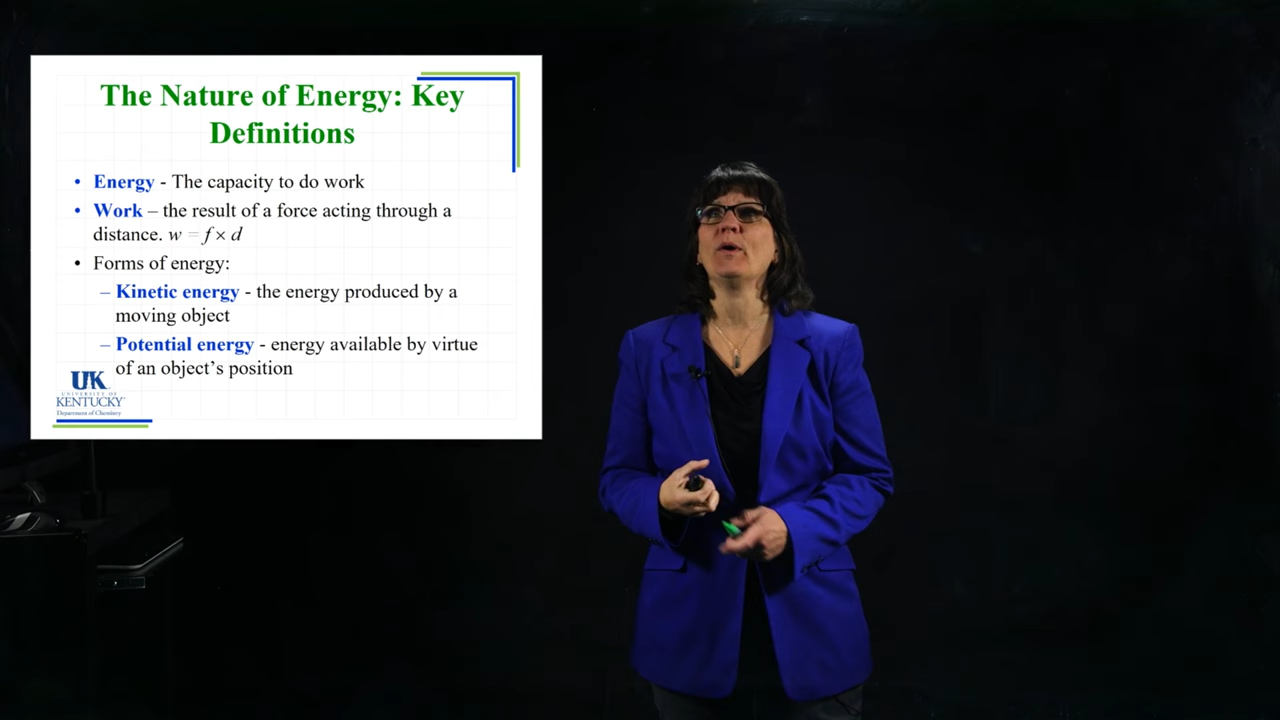 The Nature of Energy: Key
Definitions
• Energy - The capacity to do work
• Work – the result of a force acting through a
distance. w = f × d
• Forms of energy:
– Kinetic energy - the energy produced by a
moving object
– Potential energy - energy available by virtue
of an object’s position
UK
UNIVERSITY OF
KENTUCKY
Department of Chemistry